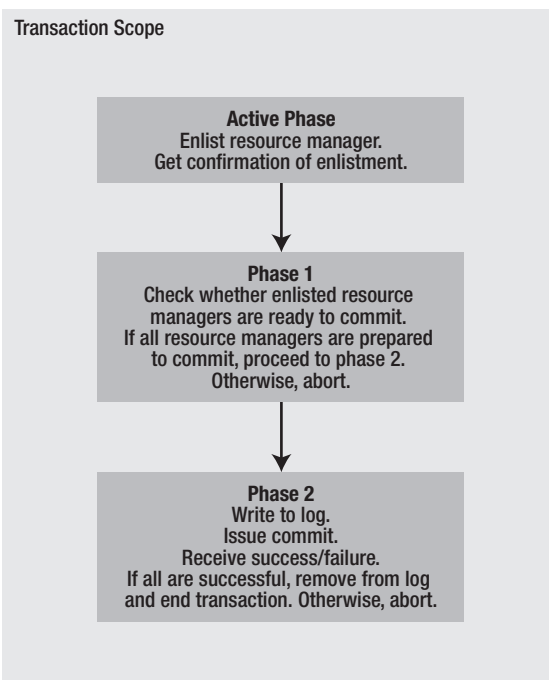 Transaction Scope
Active Phase
Enlist resource manager.
Get confirmation of enlistment.
Phase 1
Check whether enlisted resource
managers are ready to commit.
If all resource managers are prepared
to commit, proceed to phase 2.
Otherwise, abort.
Phase 2
Write to log.
Issue commit.
Receive success/failure.
If all are successful, remove from log
and end transaction. Otherwise, abort.